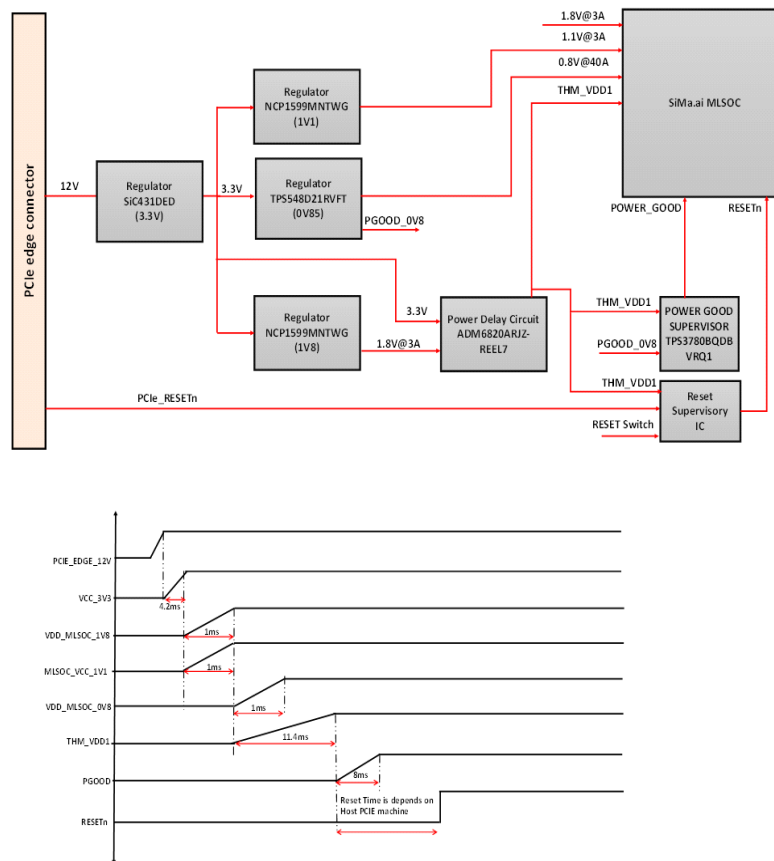 PCIe edge connector
12V
Regulator
SiC431DED
(3.3V)
3.3V
Regulator
NCP1599MNTWG
(1V1)
Regulator
TPS548D21RVFT
(0V85)
PGOOD_0V8
Regulator
NCP1599MNTWG
(1V8)
1.8V@3A
3.3V
Power Delay Circuit
ADM6820ARJZ-
REEL7
1.8V@3A
1.1V@3A
0.8V@40A
THM_VDD1
SiMa.ai MLSOC
POWER_GOOD
RESETn
THM_VDD1
PGOOD_0V8
POWER GOOD
SUPERVISOR
TPS3780BQDB
VRQ1
THM_VDD1
PCIe_RESETn
RESET Switch
Reset
Supervisory
IC
PCIE_EDGE_12V
VCC_3V3
4.2ms
VDD_MLSOC_1V8
1ms
MLSOC_VCC_1V1
1ms
VDD_MLSOC_0V8
1ms
THM_VDD1
11.4ms
PGOOD
8ms
Reset Time is depends on
Host PCIE machine
RESETn